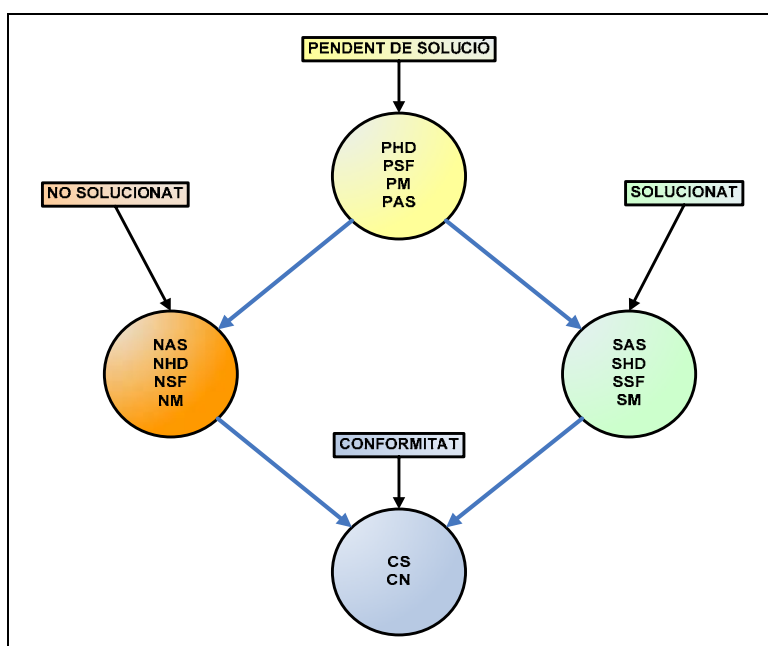 PENDENT DE SOLUCIÓ
PHD
PSF
PM
PAS
NO SOLUCIONAT
SOLUCIONAT
NAS
NHD
NSF
NM
SAS
SHD
SSF
SM
CONFORMITAT
CS
CN